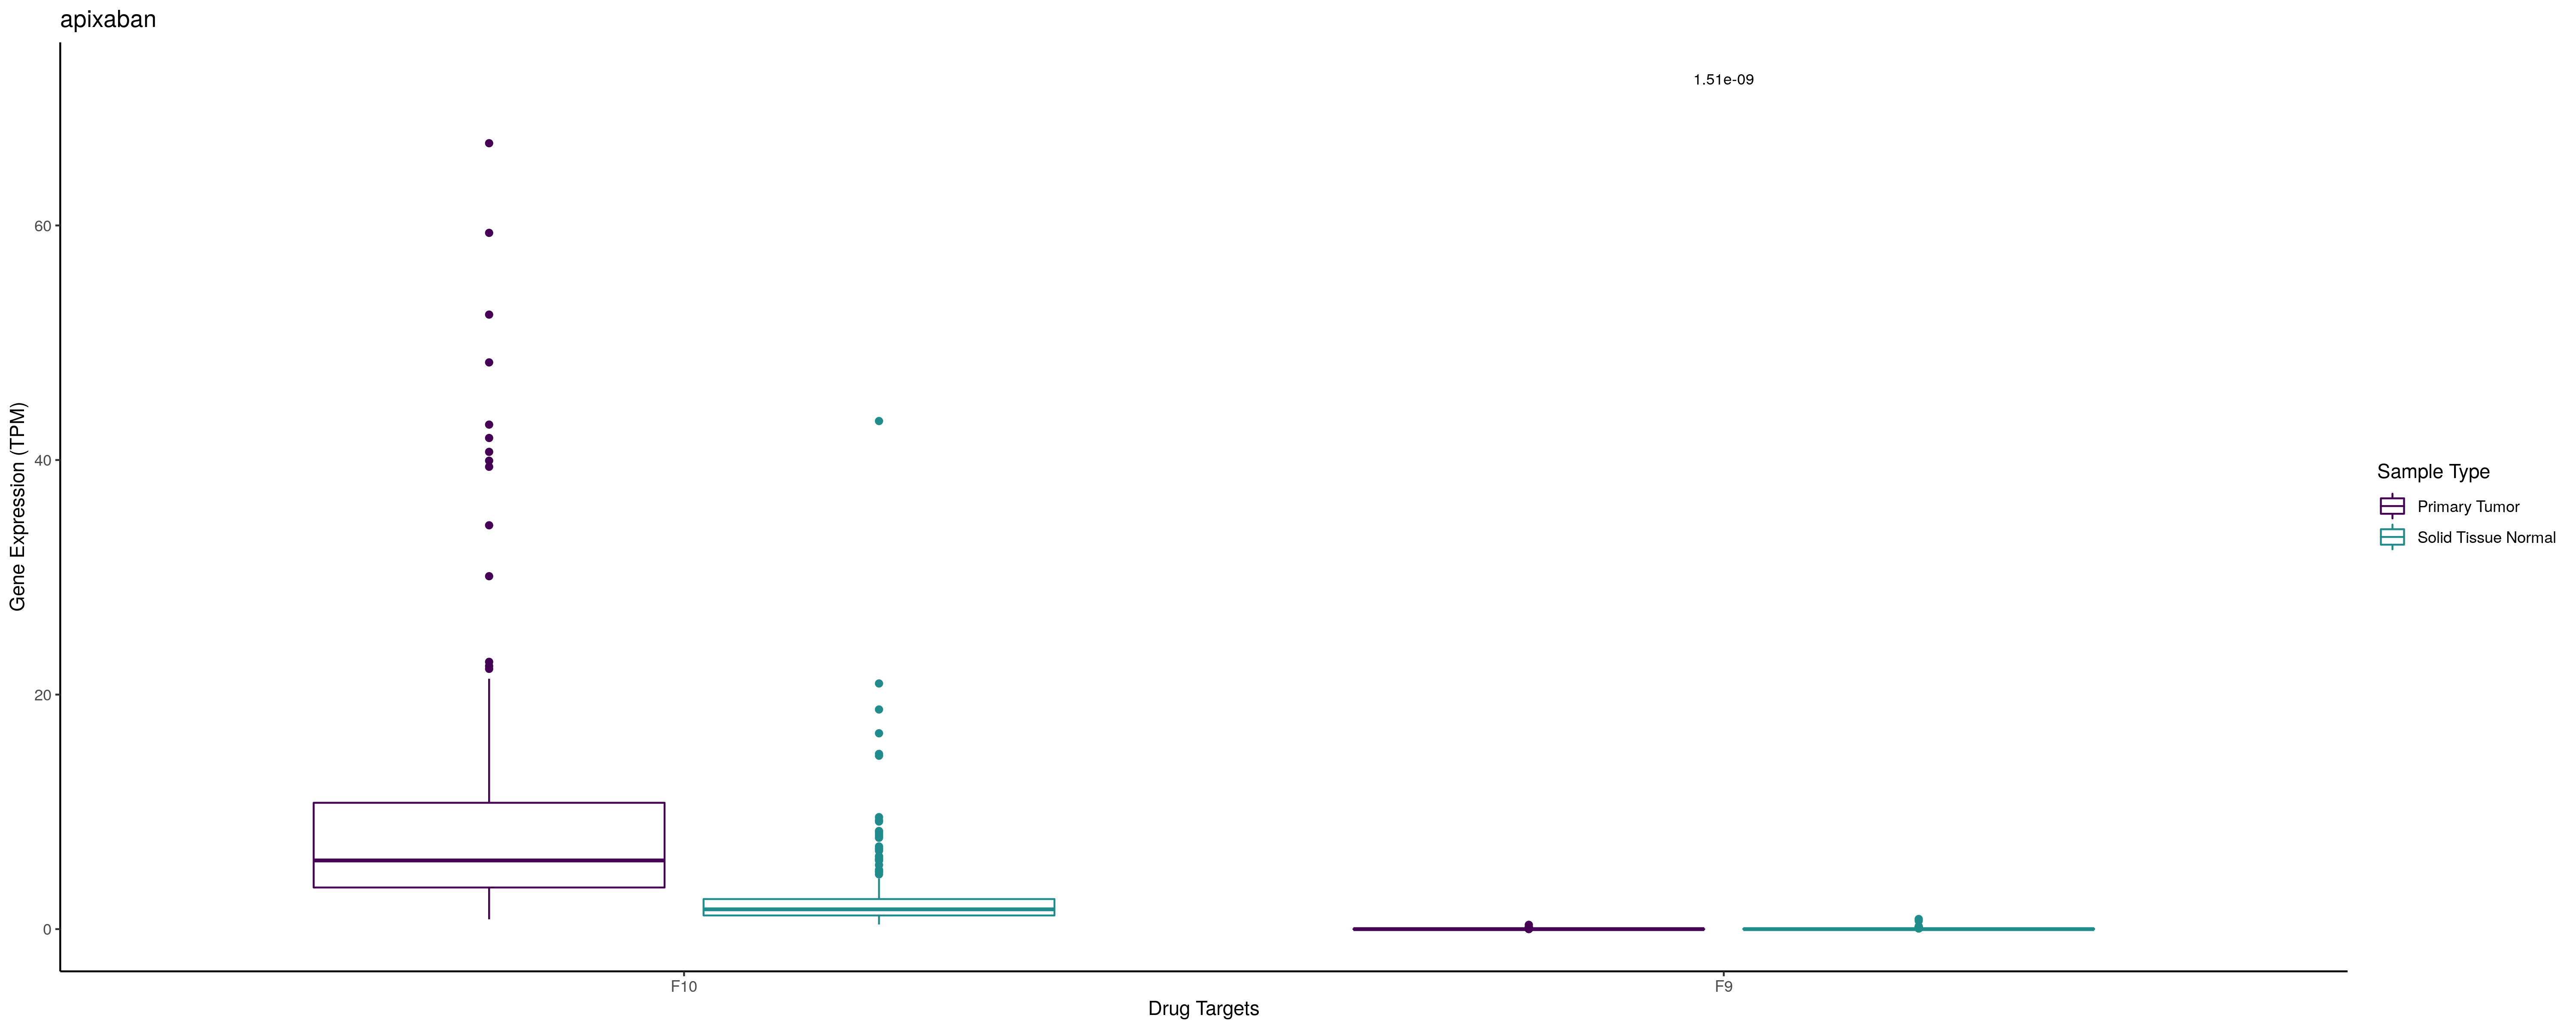 apixaban
1.51e-09
60
40
20
0
Gene Expression (TPM)
F10
F9
Drug Targets
Sample Type
Primary Tumor
Solid Tissue Normal